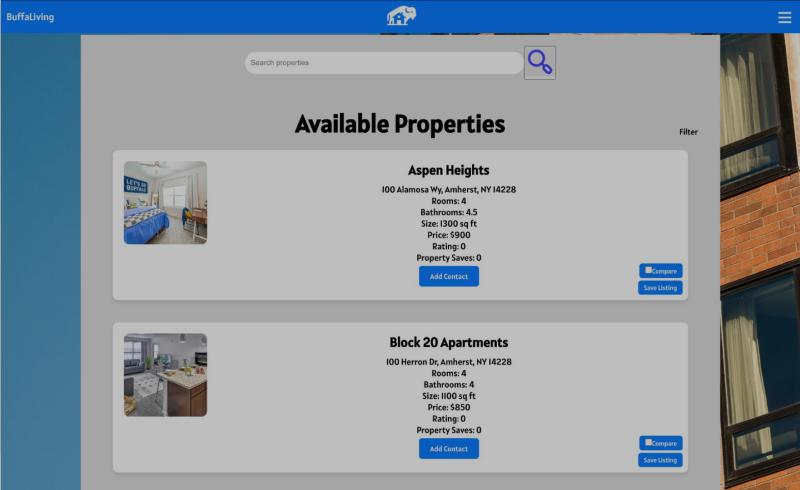 BuffaLiving
Search properties
Available Properties
Filter
LET'S GO
BUFFALO
Aspen Heights
100 Alamosa Wy, Amherst, NY 14228
Rooms: 4
Bathrooms: 4.5
Size: 1300 sq ft
Price: $900
Rating: 0
Property Saves: 0
Add Contact
Compare
Save Listing
Block 20 Apartments
100 Herron Dr, Amherst, NY 14228
Rooms: 4
Bathrooms: 4
Size: 1100 sq ft
Price: $850
Rating: 0
Property Saves: 0
Add Contact
Compare
Save Listing